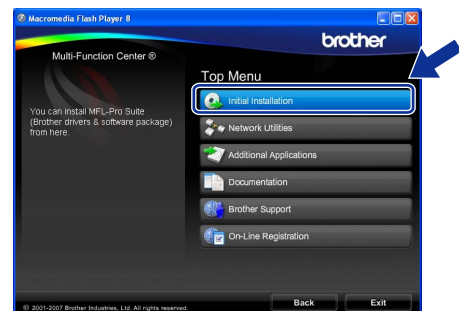 Macromedia Flash Player 8
brother
Multi-Function Center ®
Top Menu
You can install MFL-Pro Suite
(Brother drivers & software package)
from here.
Initial Installation
Network Utilities
Additional Applications
Documentation
Brother Support
On-Line Registration
© 2001-2007 Brother Industries, Ltd. All rights reserved.
Back
Exit